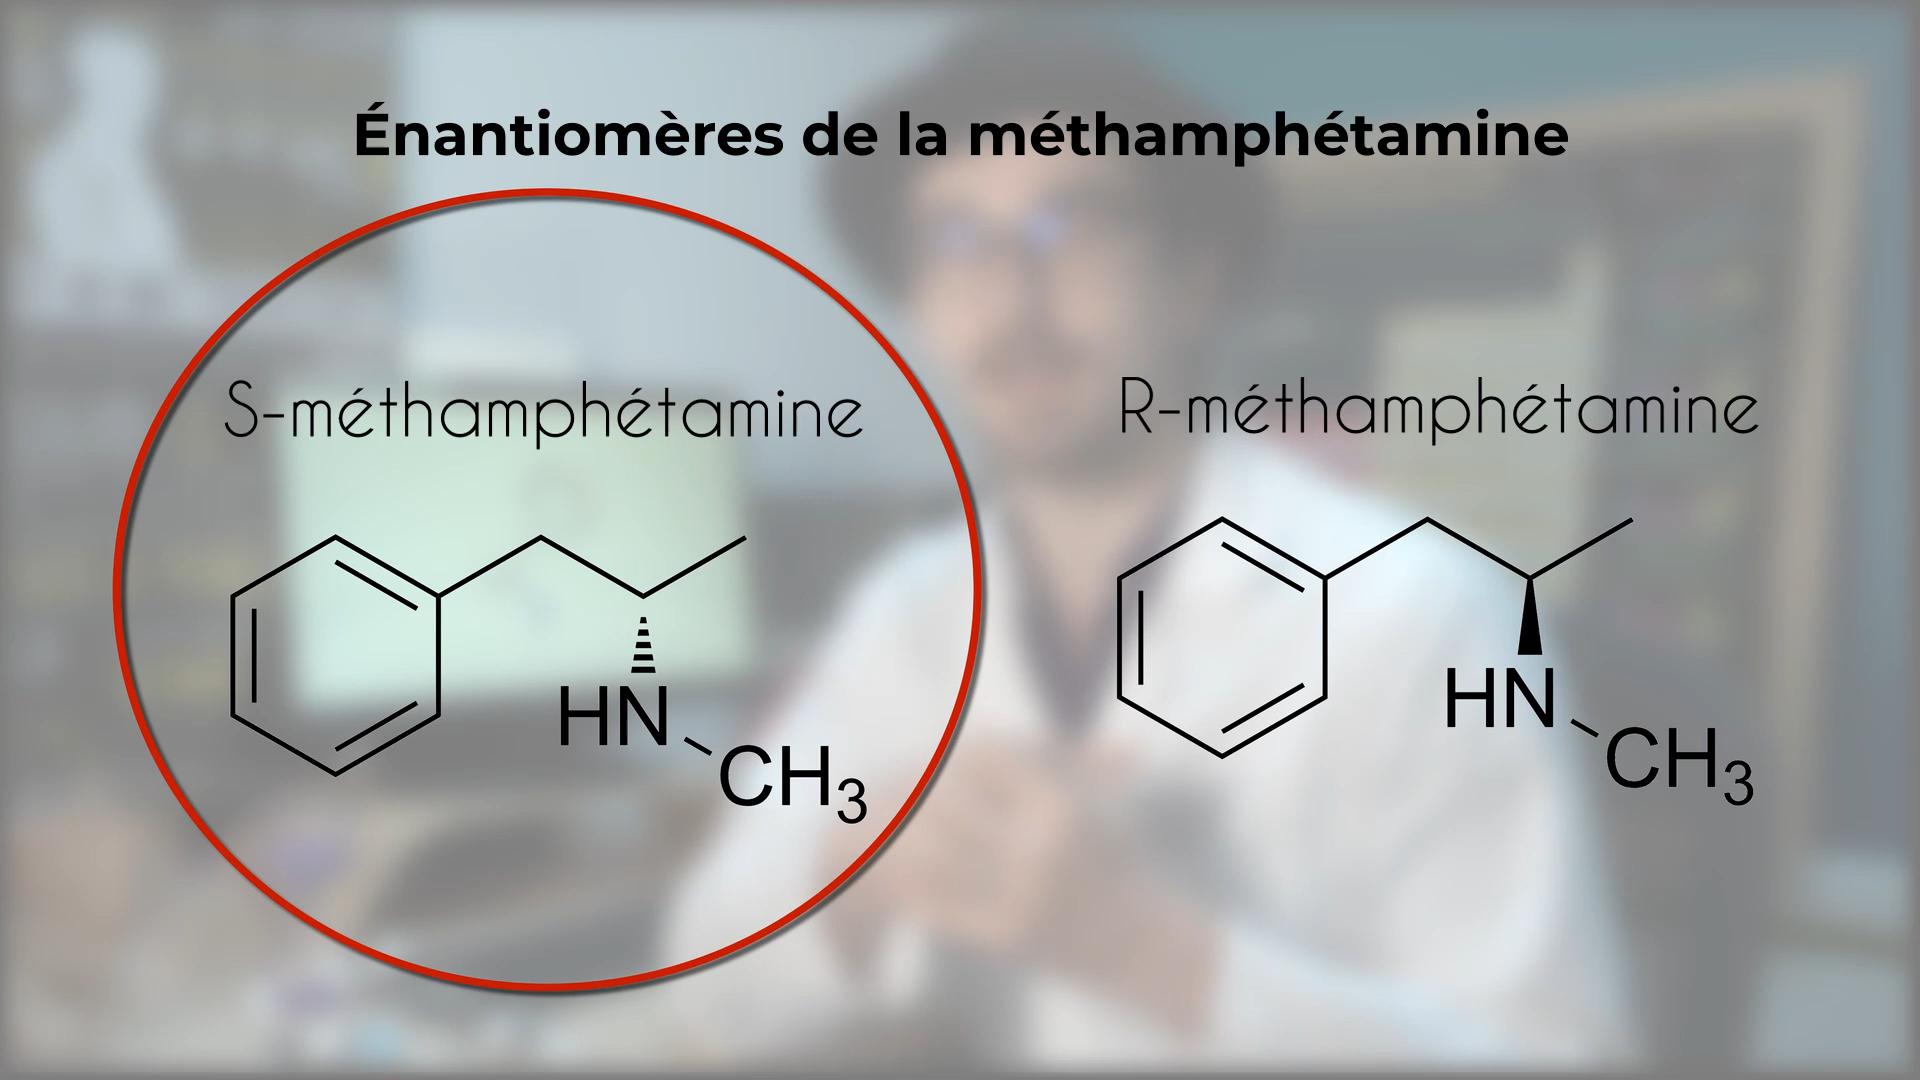 Énantiomères de la méthamphétamine
S-méthamphétamine
R-méthamphétamine
HN
CH3
HN
CH3